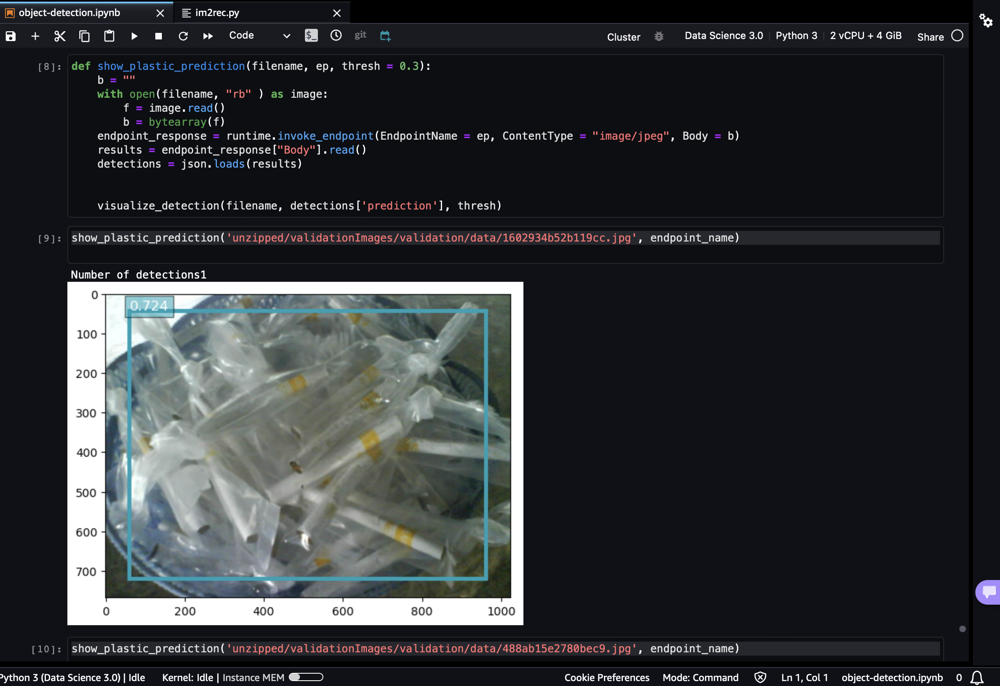 object-detection.ipynb
im2rec.py
Code
$_
git
Cluster
Data Science 3.0
Python 3
2 vCPU + 4 GiB
Share
[8]:
def show_plastic_prediction(filename, ep, thresh = 0.3):
    b = ""
    with open(filename, "rb" ) as image:
        f = image.read()
        b = bytearray(f)
    endpoint_response = runtime.invoke_endpoint(EndpointName = ep, ContentType = "image/jpeg", Body = b)
    results = endpoint_response["Body"].read()
    detections = json.loads(results)
    visualize_detection(filename, detections['prediction'], thresh)
[9]:
show_plastic_prediction('unzipped/validationImages/validation/data/1602934b52b119cc.jpg', endpoint_name)
Number of detections1
0.724
0
100
200
300
400
500
600
700
0 200 400 600 800 1000
[10]:
show_plastic_prediction('unzipped/validationImages/validation/data/488ab15e2780bec9.jpg', endpoint_name)
Python 3 (Data Science 3.0) | Idle
Kernel: Idle | Instance MEM
Cookie Preferences
Mode: Command
Ln 1, Col 1
object-detection.ipynb
0